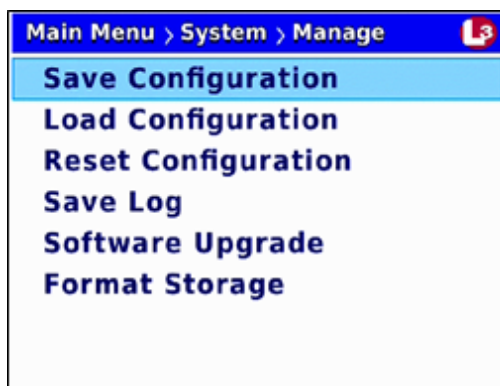 Main Menu > System > Manage L3
Save Configuration
Load Configuration
Reset Configuration
Save Log
Software Upgrade
Format Storage